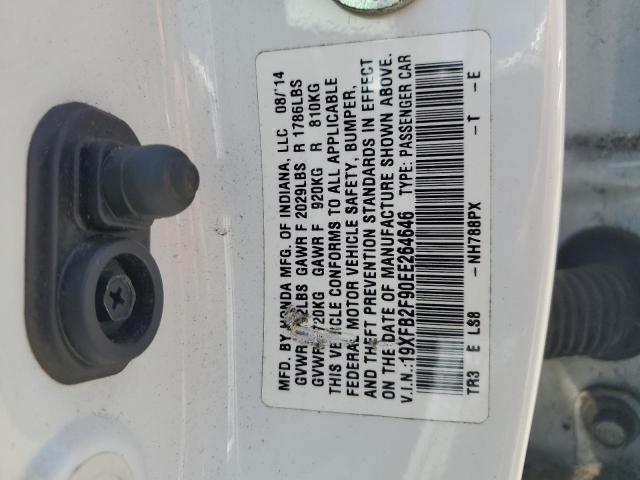 MFD. BY HONDA MFG. OF INDIANA, LLC 08/'14
GVWR LBS GAWR F 2029LBS R 1786LBS
GVWR 1720KG GAWR F 920KG R 810KG
THIS VEHICLE CONFORMS TO ALL APPLICABLE
FEDERAL MOTOR VEHICLE SAFETY, BUMPER,
AND THEFT PREVENTION STANDARDS IN EFFECT
ON THE DATE OF MANUFACTURE SHOWN ABOVE.
V.I.N.:19XFB2F90EE264646 TYPE: PASSENGER CAR
TR3 E LS8 -NH788PX -T -E